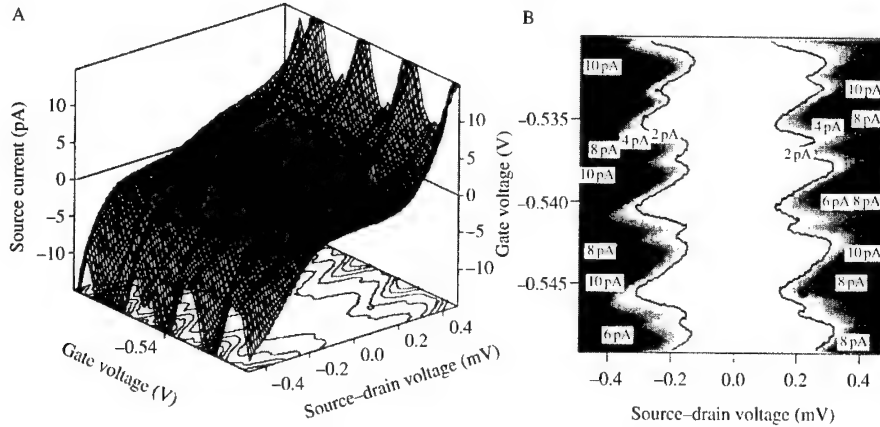 A
Source current (pA)
10
5
0
−5
−10
10
5
0
−5
−10
Gate voltage (V)
−0.54
Gate voltage (V)
−0.4
−0.2
0.0
0.2
0.4
Source–drain voltage (mV)
B
10 pA
10 pA
8 pA
−0.535
4 pA
2 pA
4 pA
8 pA
2 pA
10 pA
−0.540
6 pA 8 pA
8 pA
10 pA
10 pA
8 pA
−0.545
6 pA
8 pA
−0.4
−0.2
0.0
0.2
0.4
Source–drain voltage (mV)